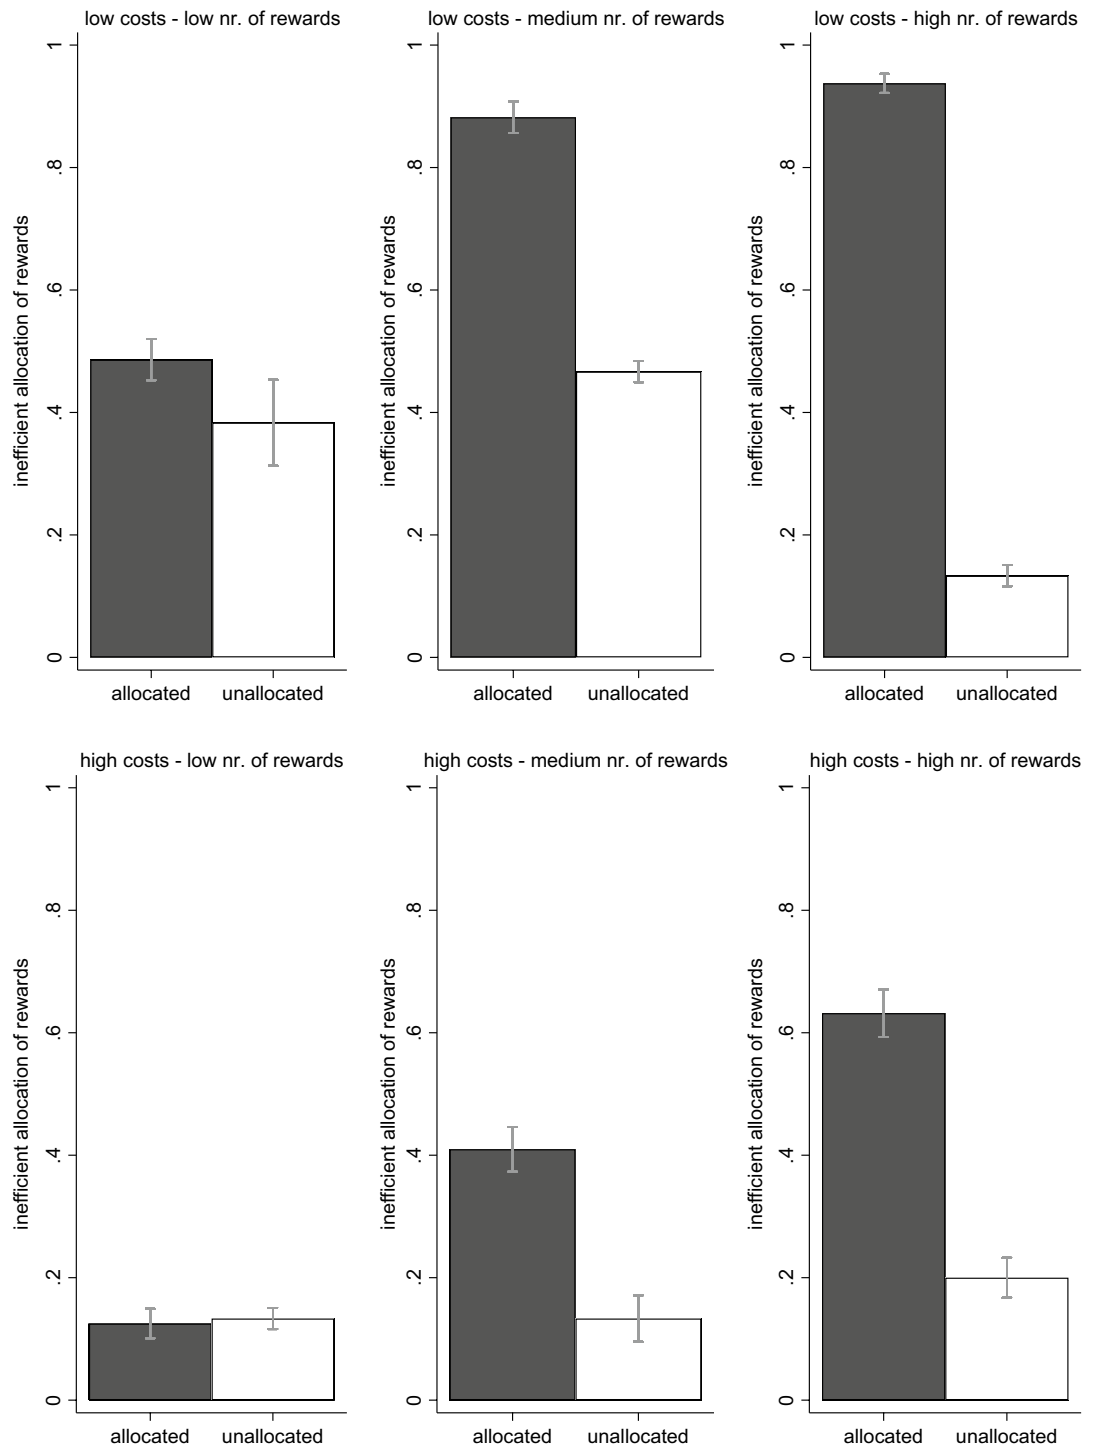 low costs - low nr. of rewards
inefficient allocation of rewards
1
.8
.6
.4
.2
0
allocated unallocated
low costs - medium nr. of rewards
inefficient allocation of rewards
1
.8
.6
.4
.2
0
allocated unallocated
low costs - high nr. of rewards
inefficient allocation of rewards
1
.8
.6
.4
.2
0
allocated unallocated
high costs - low nr. of rewards
inefficient allocation of rewards
1
.8
.6
.4
.2
0
allocated unallocated
high costs - medium nr. of rewards
inefficient allocation of rewards
1
.8
.6
.4
.2
0
allocated unallocated
high costs - high nr. of rewards
inefficient allocation of rewards
1
.8
.6
.4
.2
0
allocated unallocated